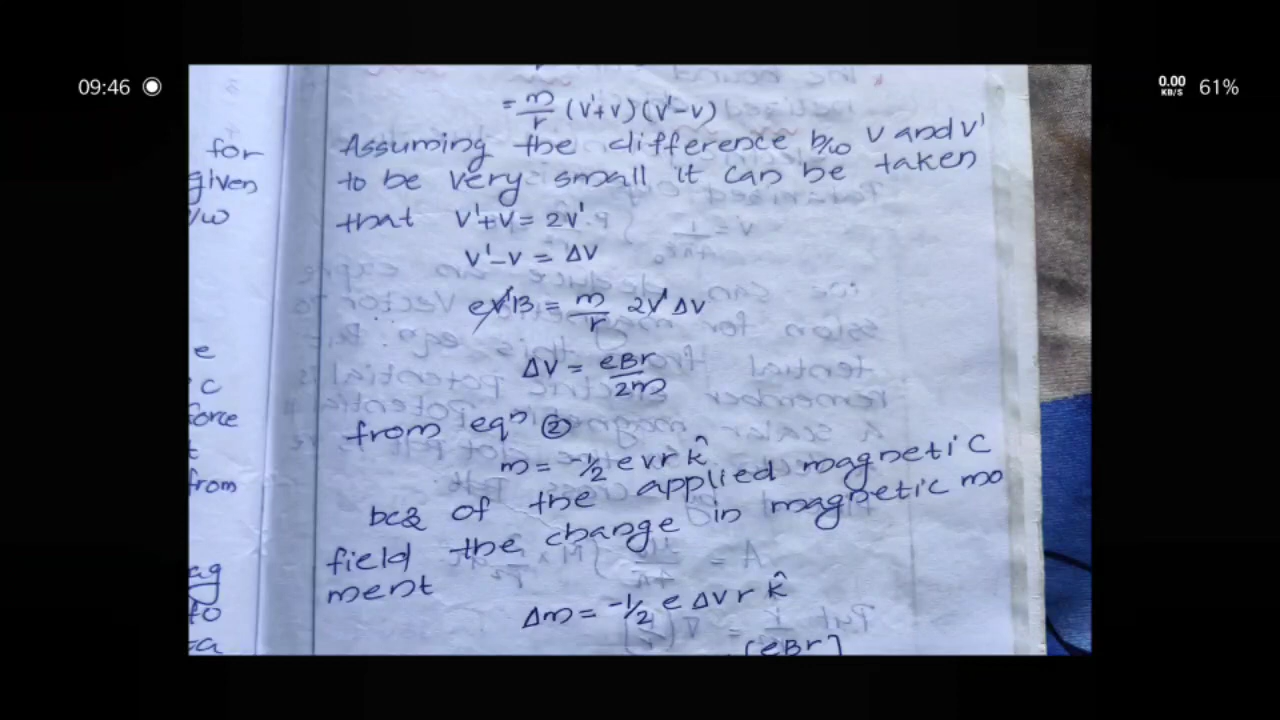 09:46
0.00
KB/S
61%
for
given
/w
e
c
force
t
from
ag
to
= m/r (v'+v)(v'-v)
Assuming the difference b/w v and v'
to be very small it can be taken
that v'+v = 2v'
v'-v = Δv
ev'B = m/r 2v'Δv
Δv = eBr/2m
from eqⁿ ②
m = -1/2 e v r k̂
bc& of the applied magnetic
field the change in magnetic mo
ment
Δm = -1/2 e Δv r k̂
[eBr]